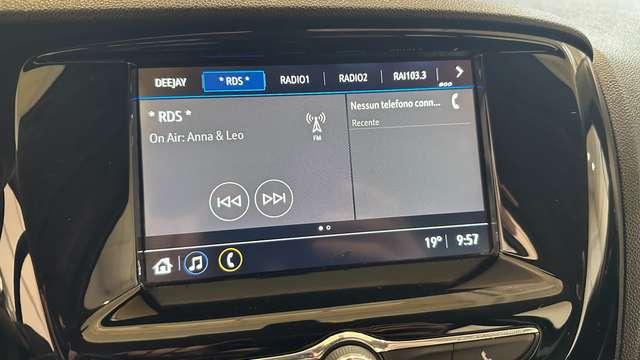 DEEJAY * RDS * RADIO1 RADIO2 RAI103.3
* RDS *
On Air: Anna & Leo
FM
Nessun telefono conn...
Recente
19° 9:57